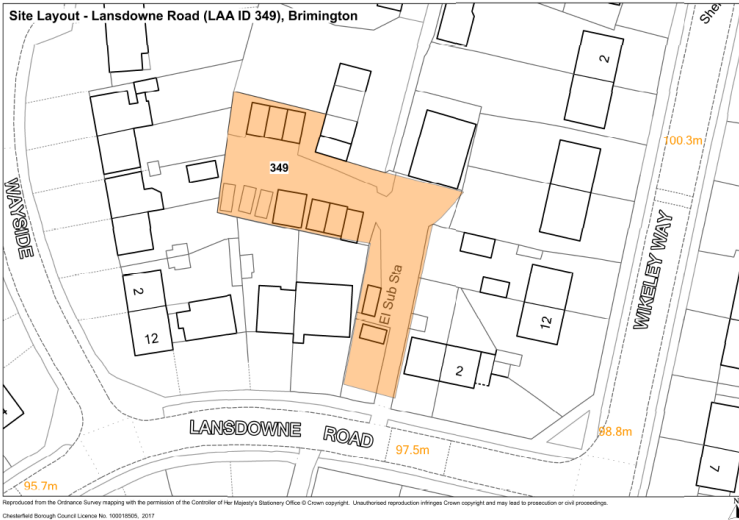 Site Layout - Lansdowne Road (LAA ID 349), Brimington
2
100.3m
349
WAYSIDE
WIKELEY WAY
El Sub Sta
2
12
12
2
LANSDOWNE ROAD
97.5m
98.8m
95.7m
7
N
Reproduced from the Ordnance Survey mapping with the permission of the Controller of Her Majesty's Stationery Office © Crown copyright. Unauthorised reproduction infringes Crown copyright and may lead to prosecution or civil proceedings.
Chesterfield Borough Council Licence No. 100018505, 2017